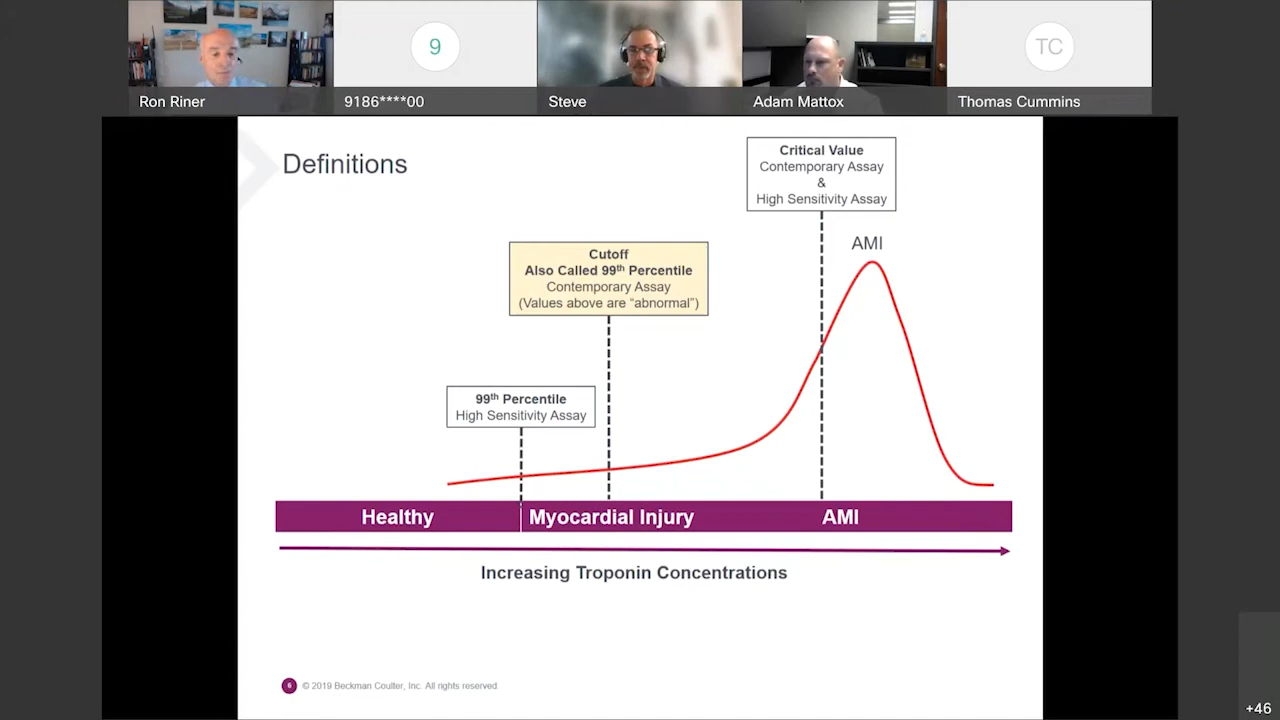 Ron Riner
9
9186****00
Steve
Adam Mattox
TC
Thomas Cummins
Definitions
Critical Value
Contemporary Assay
&
High Sensitivity Assay
AMI
Cutoff
Also Called 99th Percentile
Contemporary Assay
(Values above are “abnormal”)
99th Percentile
High Sensitivity Assay
Healthy
Myocardial Injury
AMI
Increasing Troponin Concentrations
6 © 2019 Beckman Coulter, Inc. All rights reserved
+46